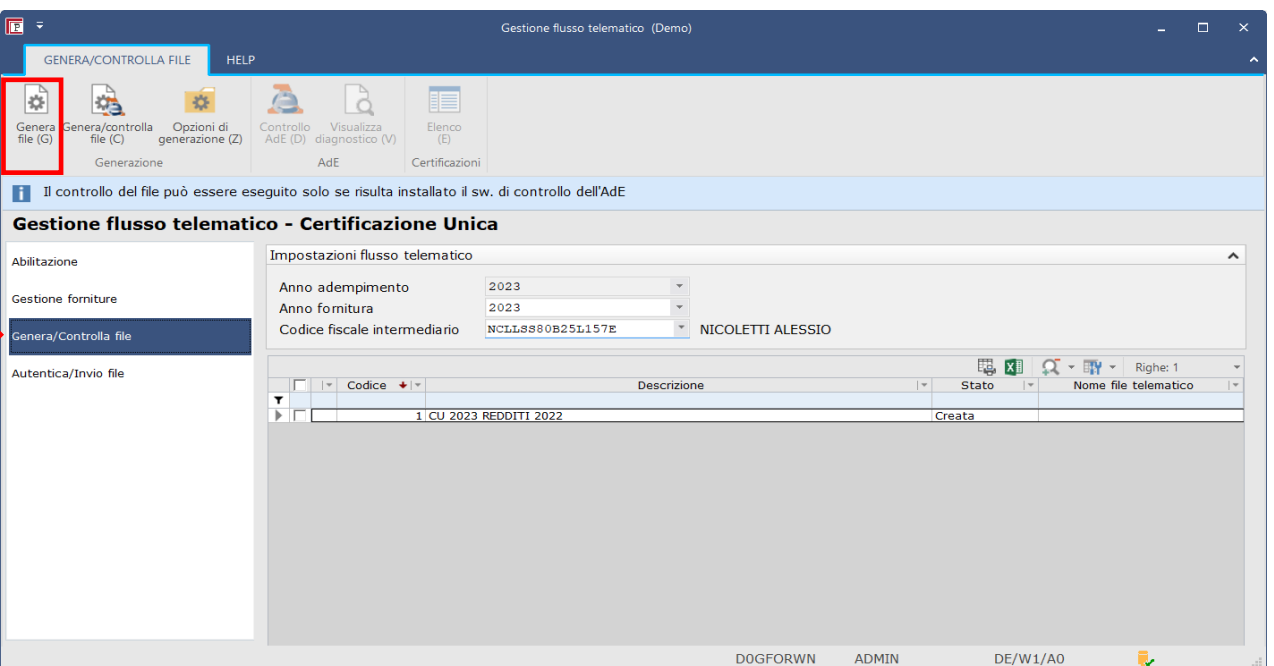 Gestione flusso telematico (Demo)
GENERA/CONTROLLA FILE HELP
Genera file (G)
Genera/controlla file (C)
Opzioni di generazione (Z)
Controllo AdE (D)
Visualizza diagnostico (V)
Elenco (E)
Generazione AdE Certificazioni
Il controllo del file può essere eseguito solo se risulta installato il sw. di controllo dell'AdE
Gestione flusso telematico - Certificazione Unica
Abilitazione
Gestione forniture
Genera/Controlla file
Autentica/Invio file
Impostazioni flusso telematico
Anno adempimento 2023
Anno fornitura 2023
Codice fiscale intermediario NCLLSS80B25L157E NICOLETTI ALESSIO
Righe: 1
Codice Descrizione Stato Nome file telematico
1 CU 2023 REDDITI 2022 Creata
D0GFORWN ADMIN DE/W1/A0